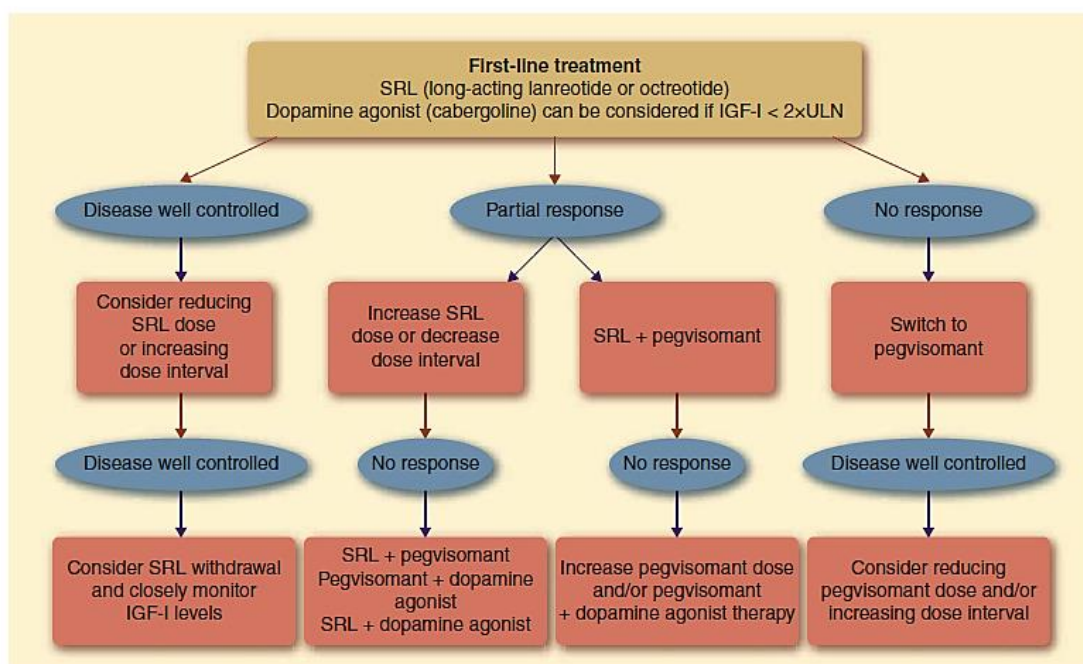 First-line treatment
SRL (long-acting lanreotide or octreotide)
Dopamine agonist (cabergoline) can be considered if IGF-I < 2×ULN
Disease well controlled
Partial response
No response
Consider reducing
SRL dose
or increasing
dose interval
Increase SRL
dose or decrease
dose interval
SRL + pegvisomant
Switch to
pegvisomant
Disease well controlled
No response
No response
Disease well controlled
Consider SRL withdrawal
and closely monitor
IGF-I levels
SRL + pegvisomant
Pegvisomant + dopamine
agonist
SRL + dopamine agonist
Increase pegvisomant dose
and/or pegvisomant
+ dopamine agonist therapy
Consider reducing
pegvisomant dose and/or
increasing dose interval